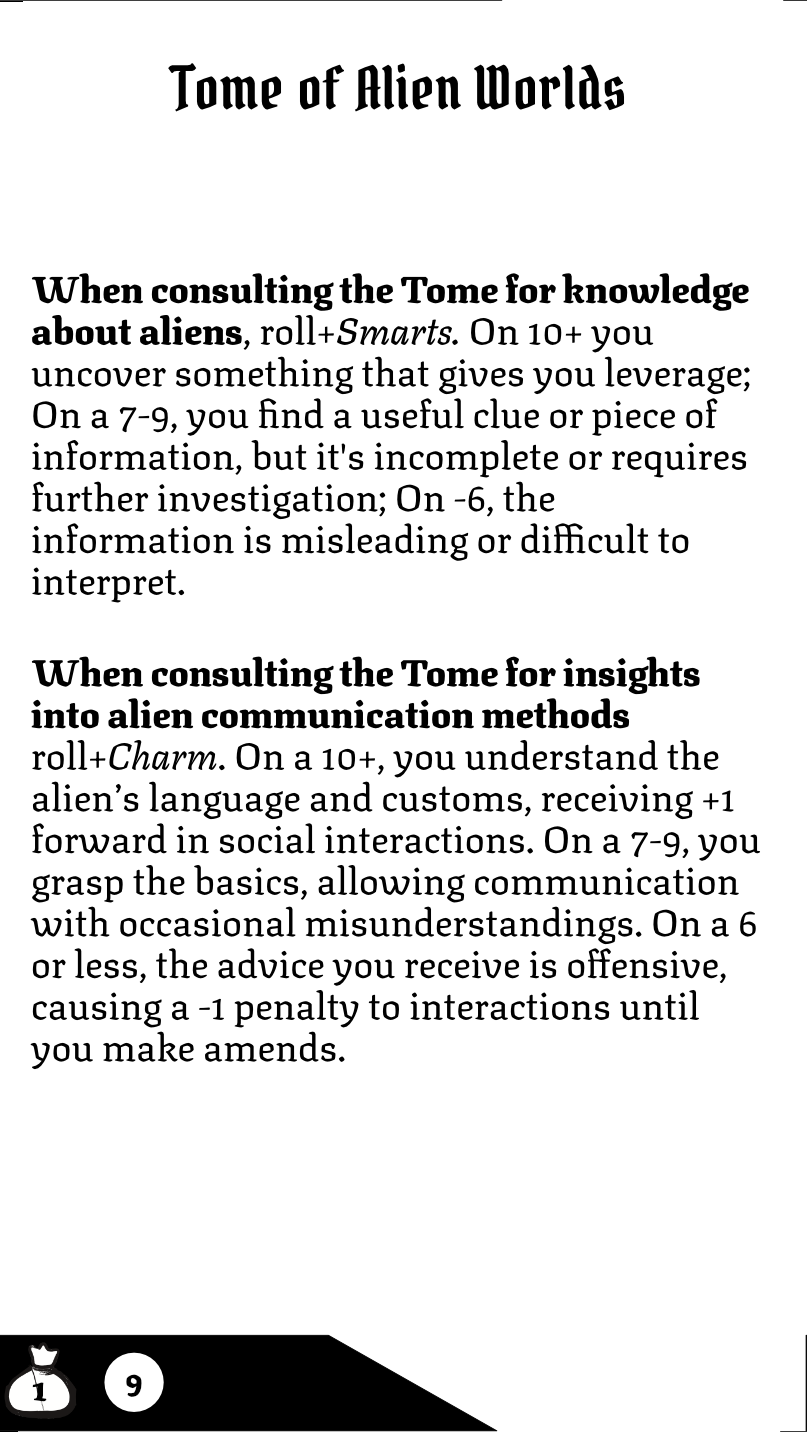 Tome of Alien Worlds
When consulting the Tome for knowledge
about aliens, roll+Smarts. On 10+ you
uncover something that gives you leverage;
On a 7-9, you find a useful clue or piece of
information, but it's incomplete or requires
further investigation; On -6, the
information is misleading or difficult to
interpret.
When consulting the Tome for insights
into alien communication methods
roll+Charm. On a 10+, you understand the
alien’s language and customs, receiving +1
forward in social interactions. On a 7-9, you
grasp the basics, allowing communication
with occasional misunderstandings. On a 6
or less, the advice you receive is offensive,
causing a -1 penalty to interactions until
you make amends.
1 9